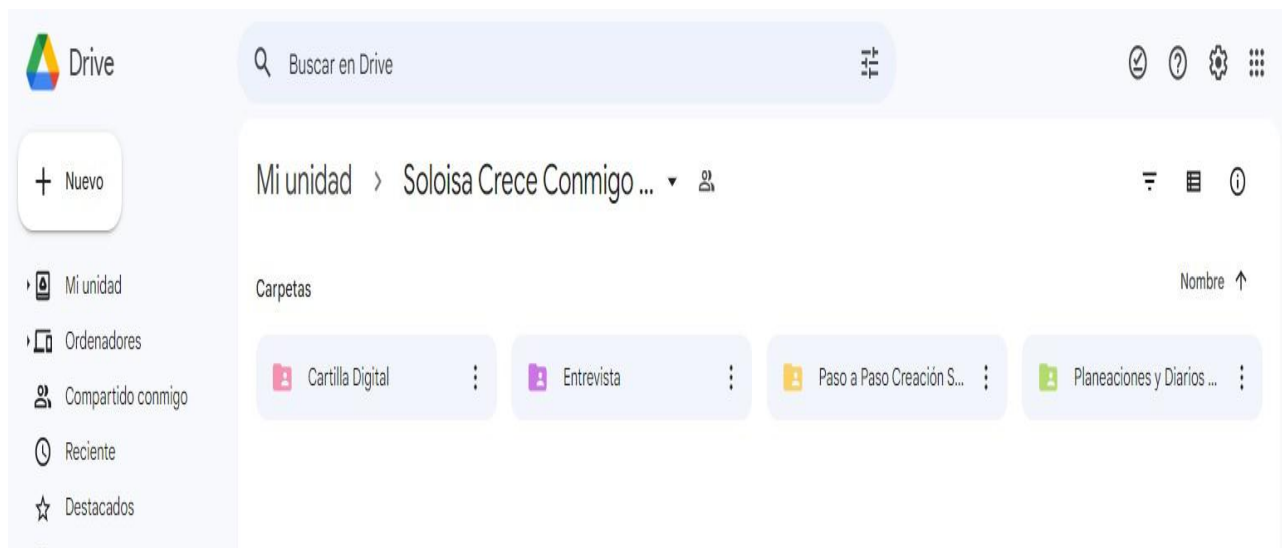 Drive
Buscar en Drive
Nuevo
Mi unidad > Soloisa Crece Conmigo ...
Mi unidad
Ordenadores
Compartido conmigo
Reciente
Destacados
Carpetas
Nombre
Cartilla Digital
Entrevista
Paso a Paso Creación S...
Planeaciones y Diarios ...